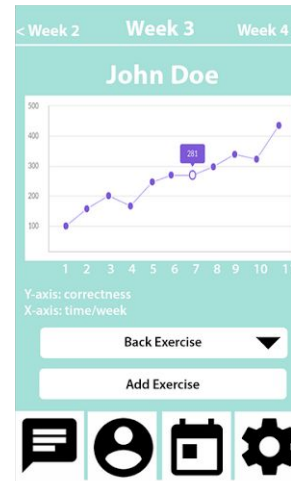 < Week 2 Week 3 Week 4
John Doe
500
400
300
281
200
100
1 2 3 4 5 6 7 8 9 10 1
Y-axis: correctness
X-axis: time/week
Back Exercise
Add Exercise